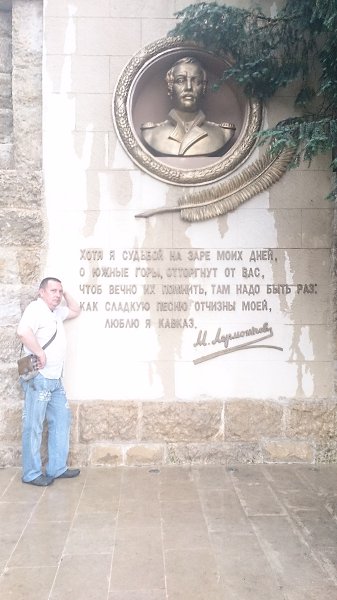 Хотя я судьбой на заре моих дней,
о южные горы, отторгнут от вас,
чтоб вечно их помнить, там надо быть раз:
как сладкую песню отчизны моей,
люблю я Кавказ.
М. Лермонтовъ